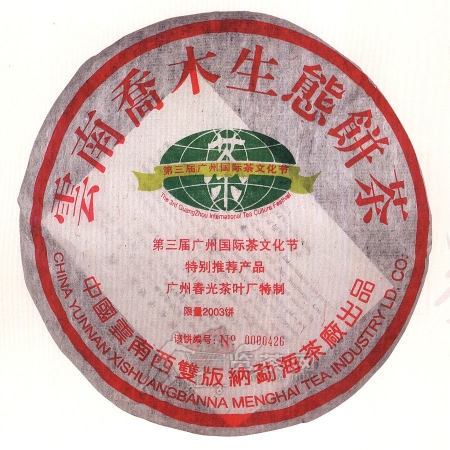 雲南喬木生態餅茶
第三届广州国际茶文化节
The 3rd GuangZhou International Tea Culture Festival
第三届广州国际茶文化节
特别推荐产品
广州春光茶叶厂特制
限量2003饼
该饼编号: Nº 0080426
中國雲南西雙版納勐海茶廠出品
CHINA YUNNAN XISHUANGBANNA MENGHAI TEA INDUSTRY LD. CO.